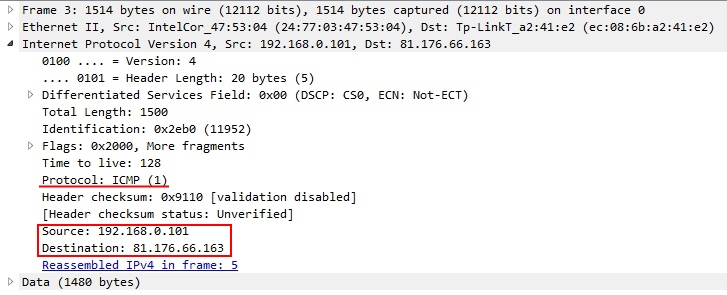 Frame 3: 1514 bytes on wire (12112 bits), 1514 bytes captured (12112 bits) on interface 0
Ethernet II, Src: IntelCor_47:53:04 (24:77:03:47:53:04), Dst: Tp-LinkT_a2:41:e2 (ec:08:6b:a2:41:e2)
Internet Protocol Version 4, Src: 192.168.0.101, Dst: 81.176.66.163
0100 .... = Version: 4
.... 0101 = Header Length: 20 bytes (5)
Differentiated Services Field: 0x00 (DSCP: CS0, ECN: Not-ECT)
Total Length: 1500
Identification: 0x2eb0 (11952)
Flags: 0x2000, More fragments
Time to live: 128
Protocol: ICMP (1)
Header checksum: 0x9110 [validation disabled]
[Header checksum status: Unverified]
Source: 192.168.0.101
Destination: 81.176.66.163
Reassembled IPv4 in frame: 5
Data (1480 bytes)